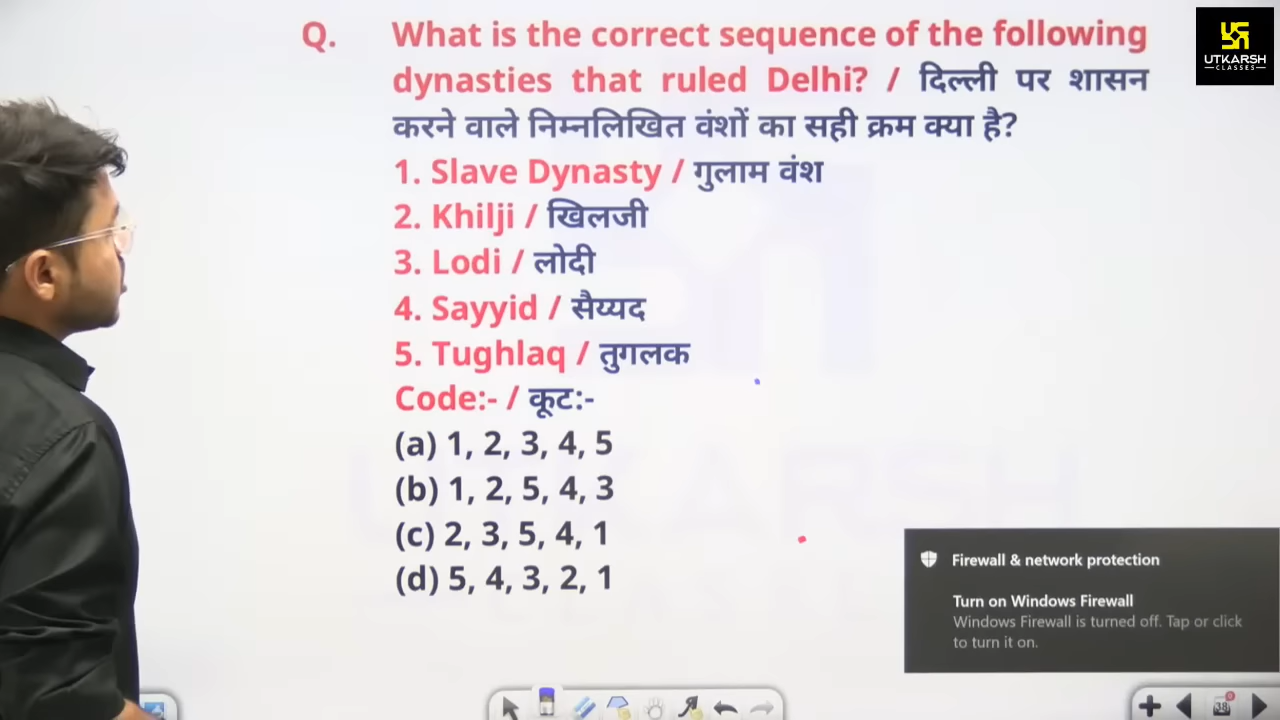 Q. What is the correct sequence of the following
dynasties that ruled Delhi? / दिल्ली पर शासन
करने वाले निम्नलिखित वंशों का सही क्रम क्या है?
1. Slave Dynasty / गुलाम वंश
2. Khilji / खिलजी
3. Lodi / लोदी
4. Sayyid / सैय्यद
5. Tughlaq / तुगलक
Code:- / कूट:-
(a) 1, 2, 3, 4, 5
(b) 1, 2, 5, 4, 3
(c) 2, 3, 5, 4, 1
(d) 5, 4, 3, 2, 1
UTKARSH
CLASSES
UTKARSH
Firewall & network protection
Turn on Windows Firewall
Windows Firewall is turned off. Tap or click
to turn it on.
38